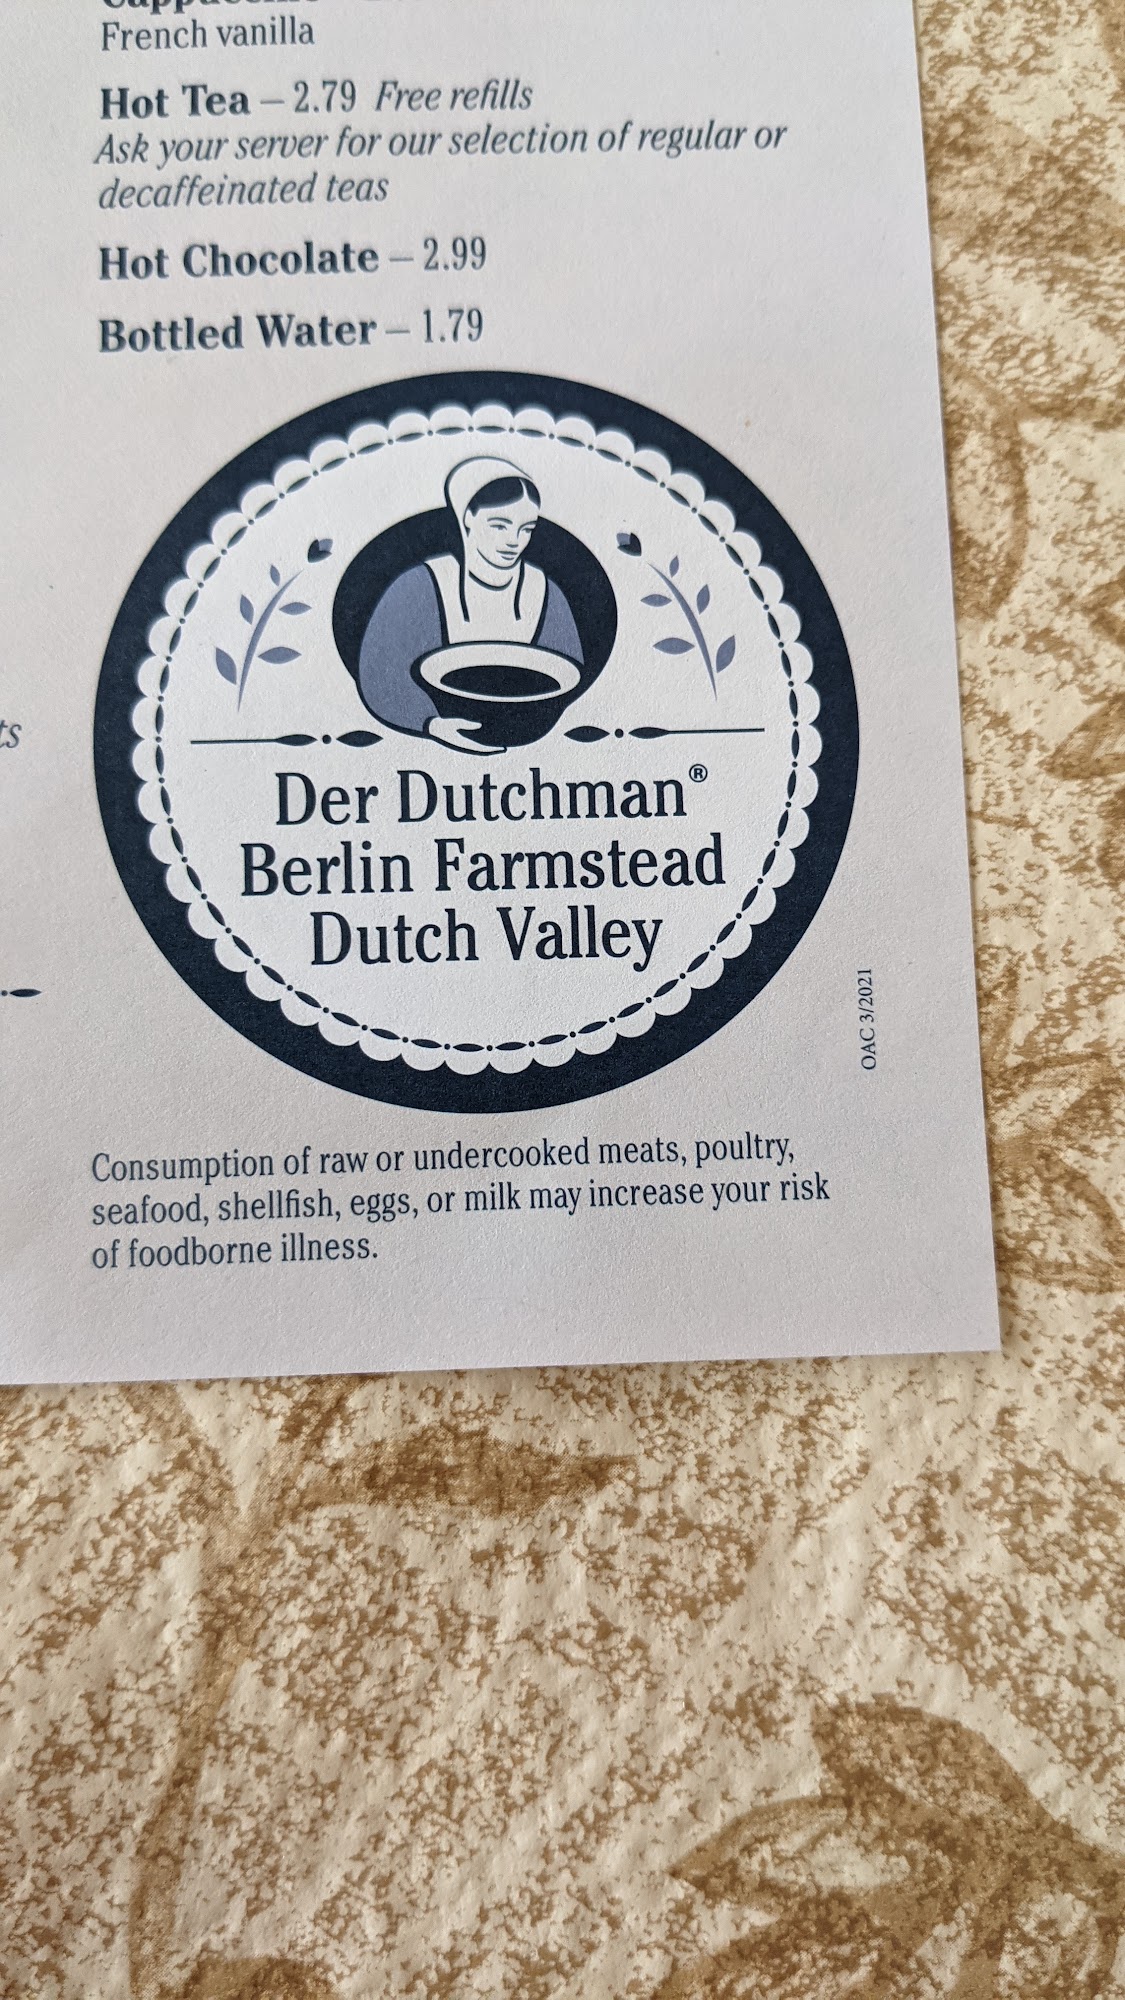 French vanilla
Hot Tea – 2.79 Free refills
Ask your server for our selection of regular or
decaffeinated teas
Hot Chocolate – 2.99
Bottled Water – 1.79
Der Dutchman®
Berlin Farmstead
Dutch Valley
OAC 3/2021
Consumption of raw or undercooked meats, poultry,
seafood, shellfish, eggs, or milk may increase your risk
of foodborne illness.